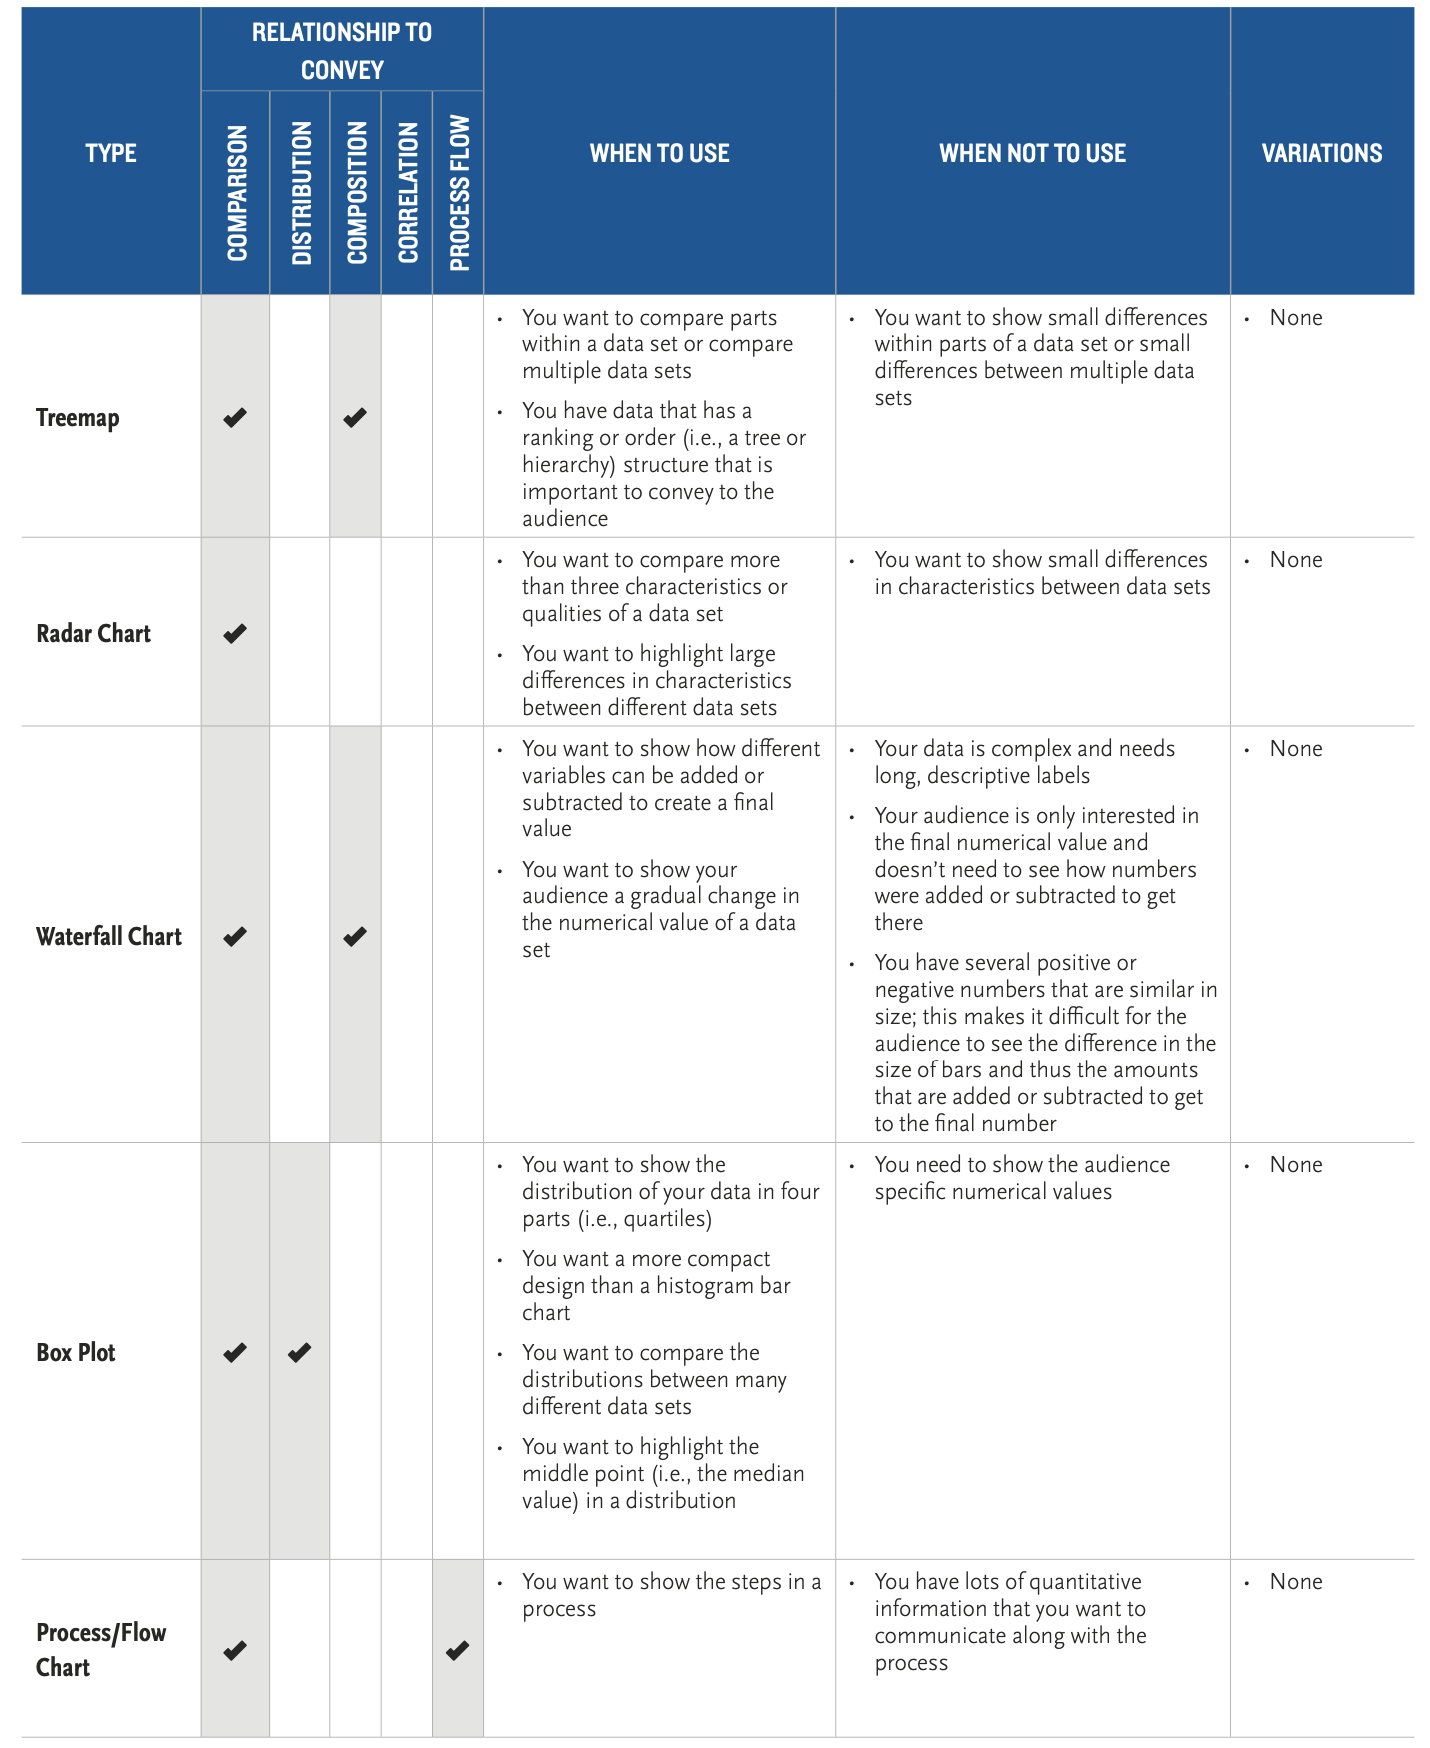 TYPE
RELATIONSHIP TO
CONVEY
COMPARISON
DISTRIBUTION
COMPOSITION
CORRELATION
PROCESS FLOW
WHEN TO USE
WHEN NOT TO USE
VARIATIONS
Treemap
✔
✔
• You want to compare parts
within a data set or compare
multiple data sets
• You have data that has a
ranking or order (i.e., a tree or
hierarchy) structure that is
important to convey to the
audience
• You want to show small differences
within parts of a data set or small
differences between multiple data
sets
• None
Radar Chart
✔
• You want to compare more
than three characteristics or
qualities of a data set
• You want to highlight large
differences in characteristics
between different data sets
• You want to show small differences
in characteristics between data sets
• None
Waterfall Chart
✔
✔
• You want to show how different
variables can be added or
subtracted to create a final
value
• You want to show your
audience a gradual change in
the numerical value of a data
set
• Your data is complex and needs
long, descriptive labels
• Your audience is only interested in
the final numerical value and
doesn’t need to see how numbers
were added or subtracted to get
there
• You have several positive or
negative numbers that are similar in
size; this makes it difficult for the
audience to see the difference in the
size of bars and thus the amounts
that are added or subtracted to get
to the final number
• None
Box Plot
✔
✔
• You want to show the
distribution of your data in four
parts (i.e., quartiles)
• You want a more compact
design than a histogram bar
chart
• You want to compare the
distributions between many
different data sets
• You want to highlight the
middle point (i.e., the median
value) in a distribution
• You need to show the audience
specific numerical values
• None
Process/Flow
Chart
✔
✔
• You want to show the steps in a
process
• You have lots of quantitative
information that you want to
communicate along with the
process
• None